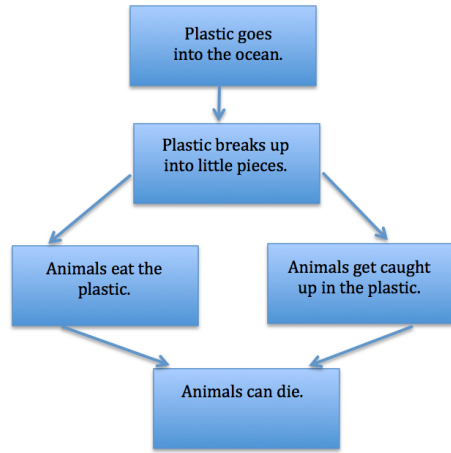 Plastic goes
into the ocean.
Plastic breaks up
into little pieces.
Animals eat the
plastic.
Animals get caught
up in the plastic.
Animals can die.